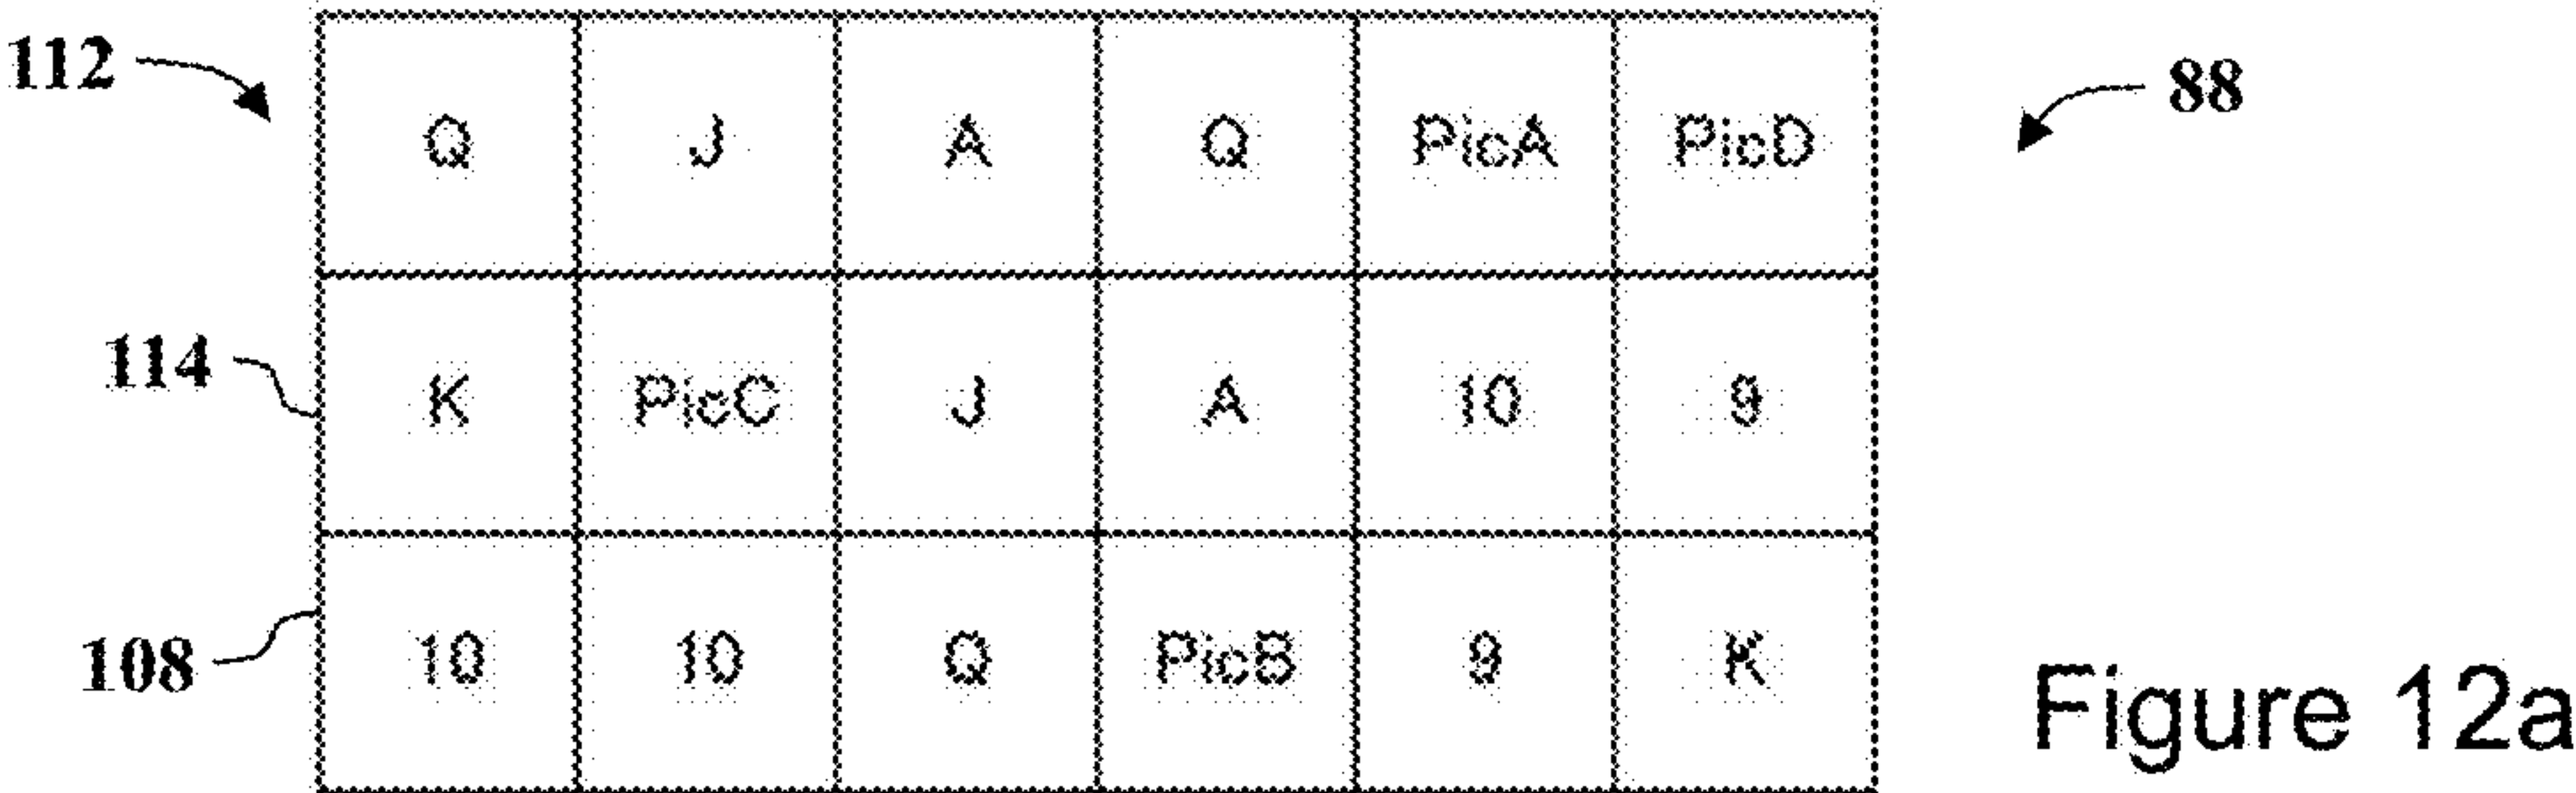 112 Q J A Q PicA PicD 88
114 K PicC J A 10 9
108 10 10 Q PicB 9 K
Figure 12a